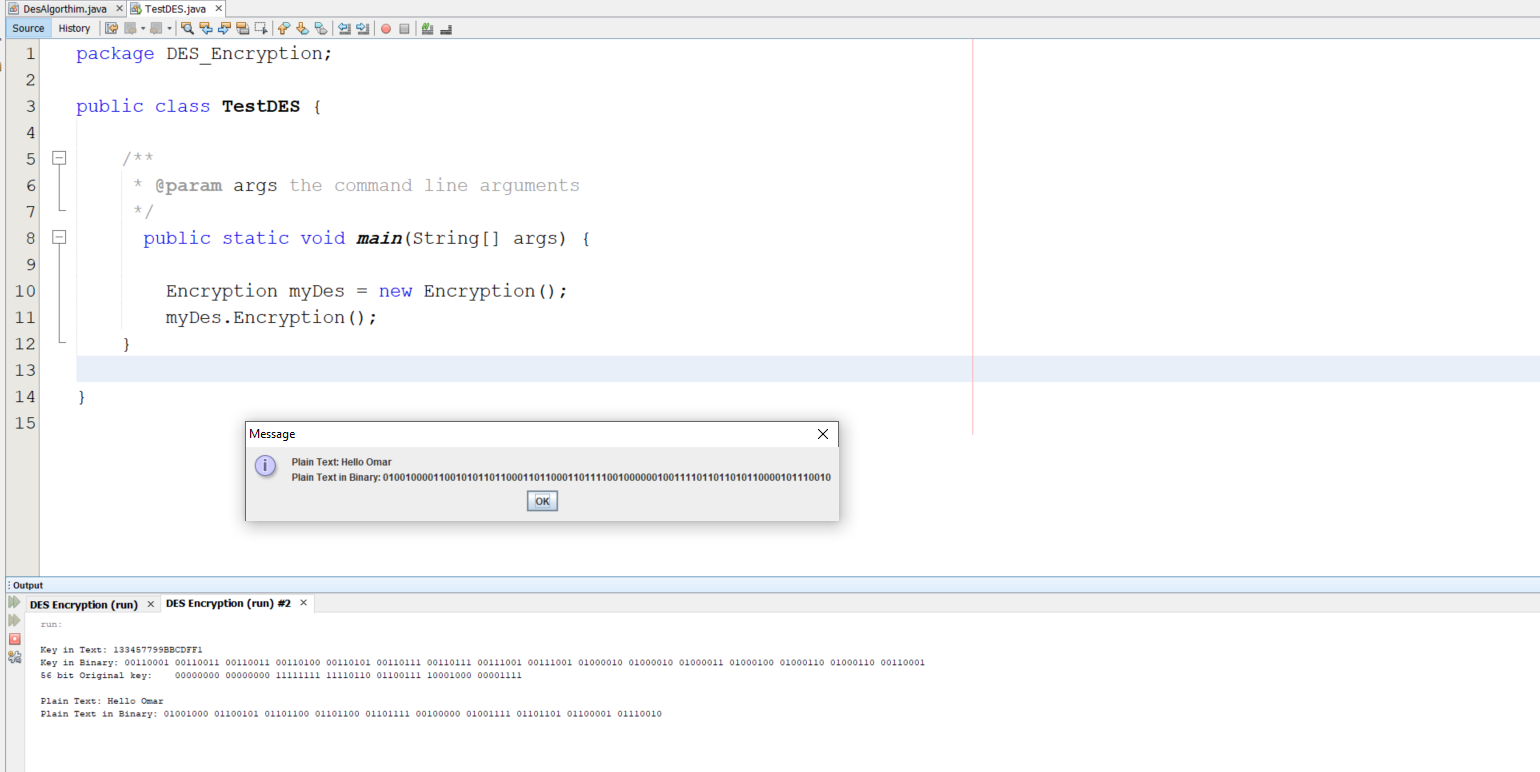 DesAlgorthim.java TestDES.java
Source History
1 package DES_Encryption;
2
3 public class TestDES {
4
5 /**
6 * @param args the command line arguments
7 */
8 public static void main(String[] args) {
9
10 Encryption myDes = new Encryption();
11 myDes.Encryption();
12 }
13
14 }
15
Message
Plain Text: Hello Omar
Plain Text in Binary: 01001000011001010110110001101100011011110010000001001111011011010110000101110010
OK
Output
DES Encryption (run) DES Encryption (run) #2
run:
Key in Text: 133457799BBCDFF1
Key in Binary: 00110001 00110011 00110011 00110100 00110101 00110111 00110111 00111001 00111001 01000010 01000010 01000011 01000100 01000110 01000110 00110001
56 bit Original key: 00000000 00000000 11111111 11110110 01100111 10001000 00001111
Plain Text: Hello Omar
Plain Text in Binary: 01001000 01100101 01101100 01101100 01101111 00100000 01001111 01101101 01100001 01110010